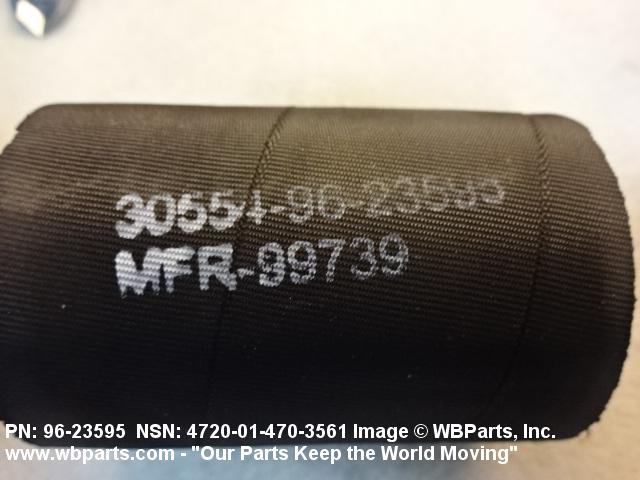 30554-96-23595
MFR-99739
PN: 96-23595 NSN: 4720-01-470-3561 Image © WBParts, Inc.
www.wbparts.com - "Our Parts Keep the World Moving"